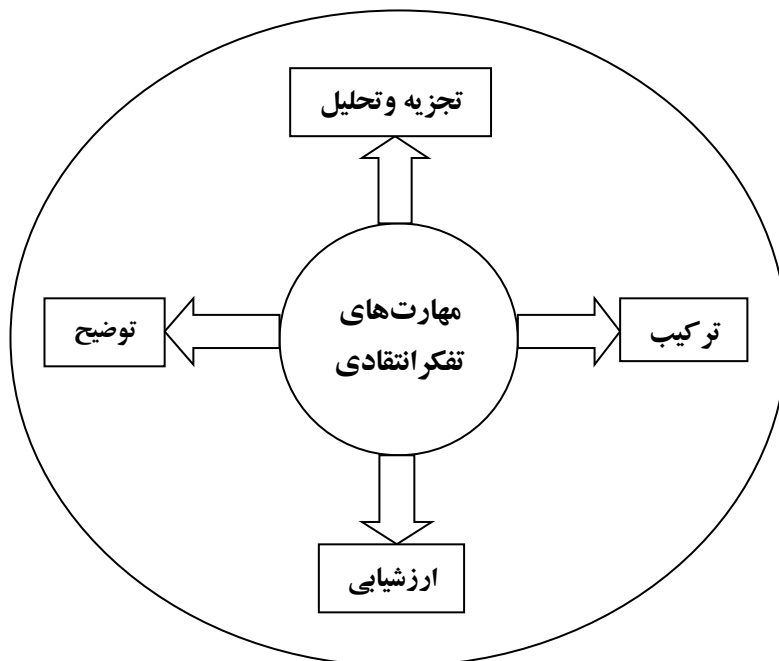 تجزیه وتحلیل
ترکیب
مهارت‌های
تفکرانتقادی
توضیح
ارزشیابی